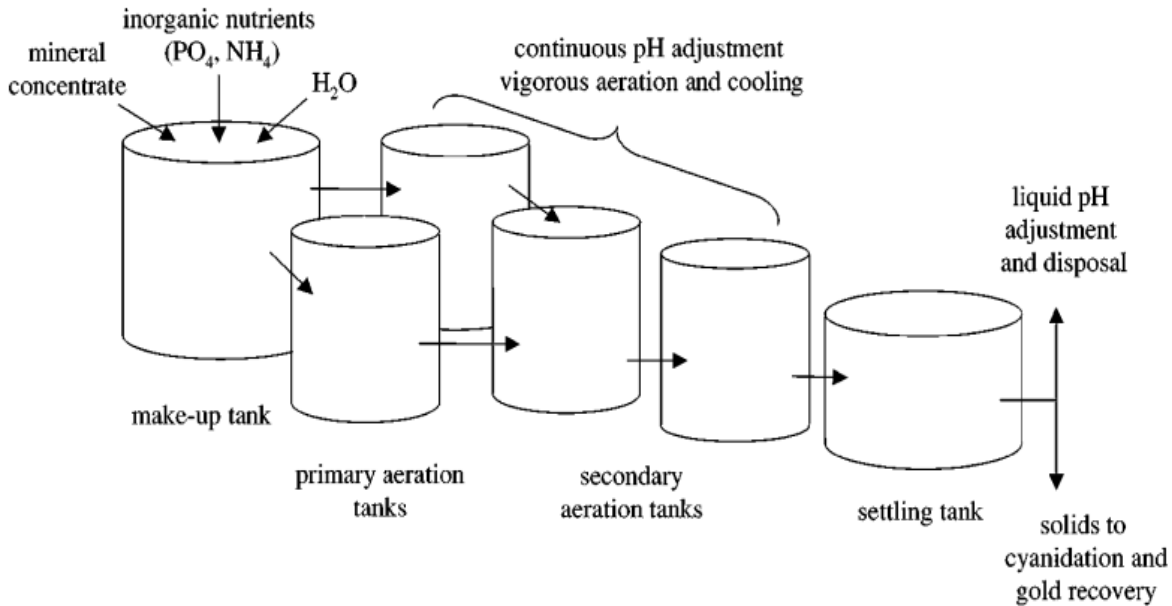 inorganic nutrients
(PO₄, NH₄)
mineral
concentrate
H₂O
continuous pH adjustment
vigorous aeration and cooling
liquid pH
adjustment
and disposal
make-up tank
primary aeration
tanks
secondary
aeration tanks
settling tank
solids to
cyanidation and
gold recovery